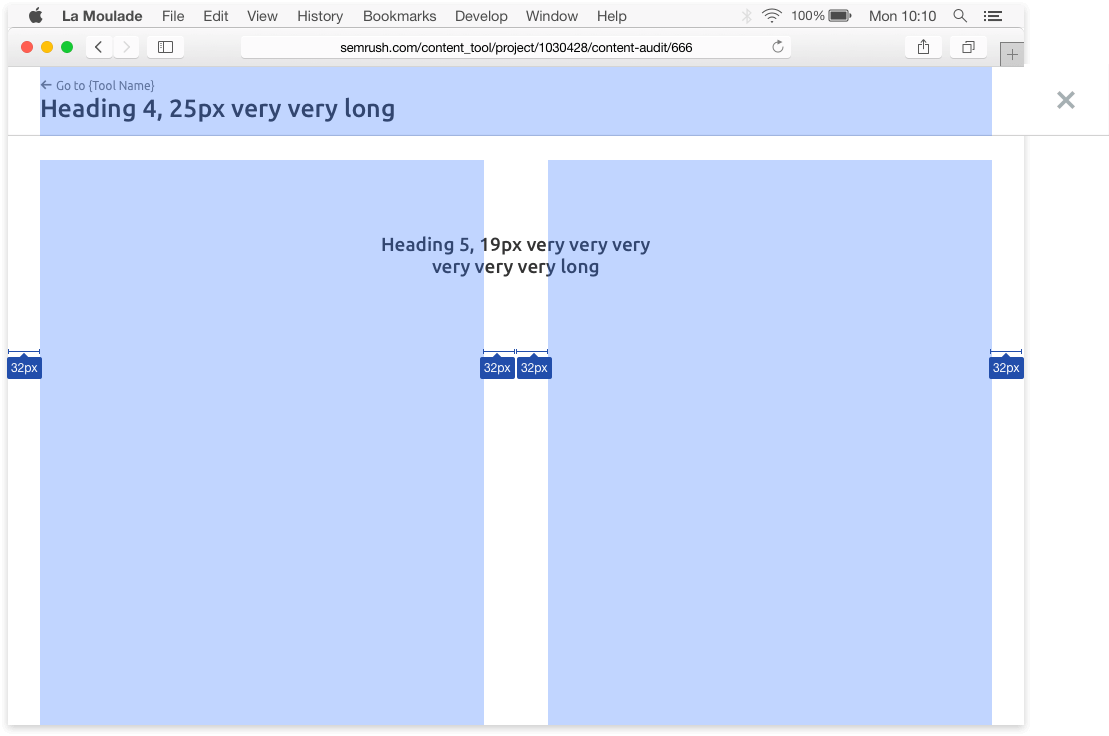 La Moulade File Edit View History Bookmarks Develop Window Help 100% Mon 10:10
semrush.com/content_tool/project/1030428/content-audit/666
Go to {Tool Name}
Heading 4, 25px very very long
Heading 5, 19px very very very
very very very long
32px 32px 32px 32px